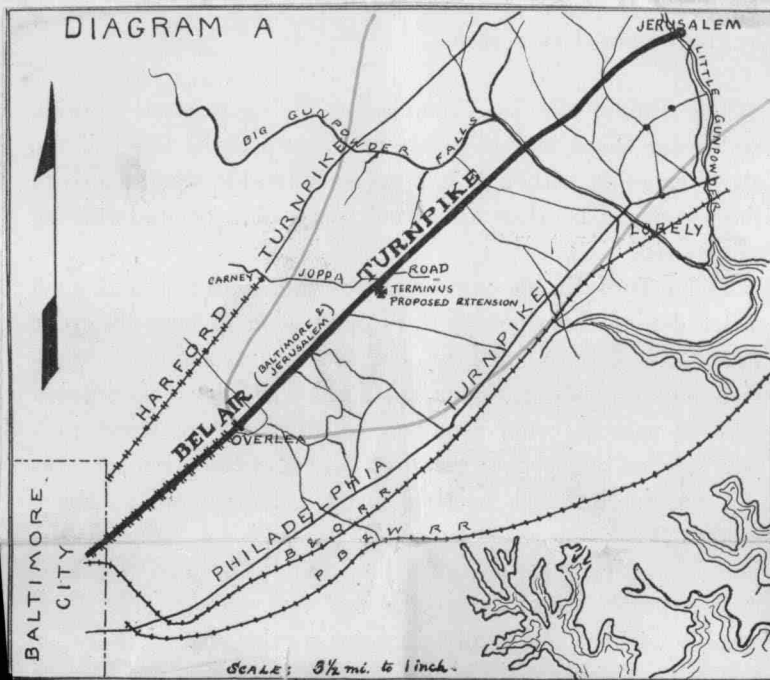 DIAGRAM A
JERUSALEM
LITTLE GUNPOWDER
BIG GUNPOWDER FALLS
HARFORD TURNPIKE
CARNEY
JOPPA ROAD
TERMINUS
PROPOSED EXTENSION
LORELY
BEL AIR TURNPIKE
(BALTIMORE &
JERUSALEM)
OVERLEA
PHILADELPHIA TURNPIKE
B & O R R
P B & W. R R
BALTIMORE
CITY
SCALE; 3½ mi. to 1 inch.